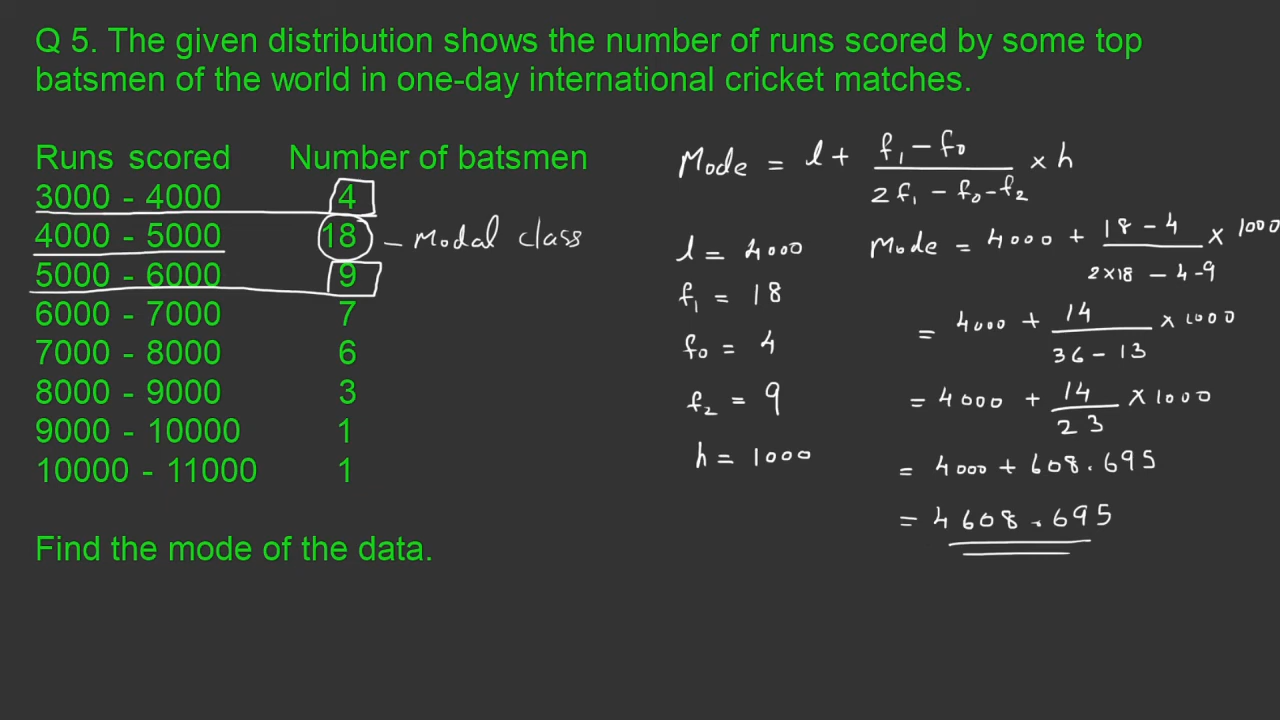 Q 5. The given distribution shows the number of runs scored by some top
batsmen of the world in one-day international cricket matches.
Runs scored Number of batsmen
3000 - 4000 4
4000 - 5000 18 – Modal class
5000 - 6000 9
6000 - 7000 7
7000 - 8000 6
8000 - 9000 3
9000 - 10000 1
10000 - 11000 1
Find the mode of the data.
Mode = l + (f₁ – f₀) / (2f₁ – f₀ – f₂) × h
l = 4000
f₁ = 18
f₀ = 4
f₂ = 9
h = 1000
Mode = 4000 + (18 – 4) / (2×18 – 4 – 9) × 1000
= 4000 + 14 / (36 – 13) × 1000
= 4000 + 14 / 23 × 1000
= 4000 + 608.695
= 4608.695